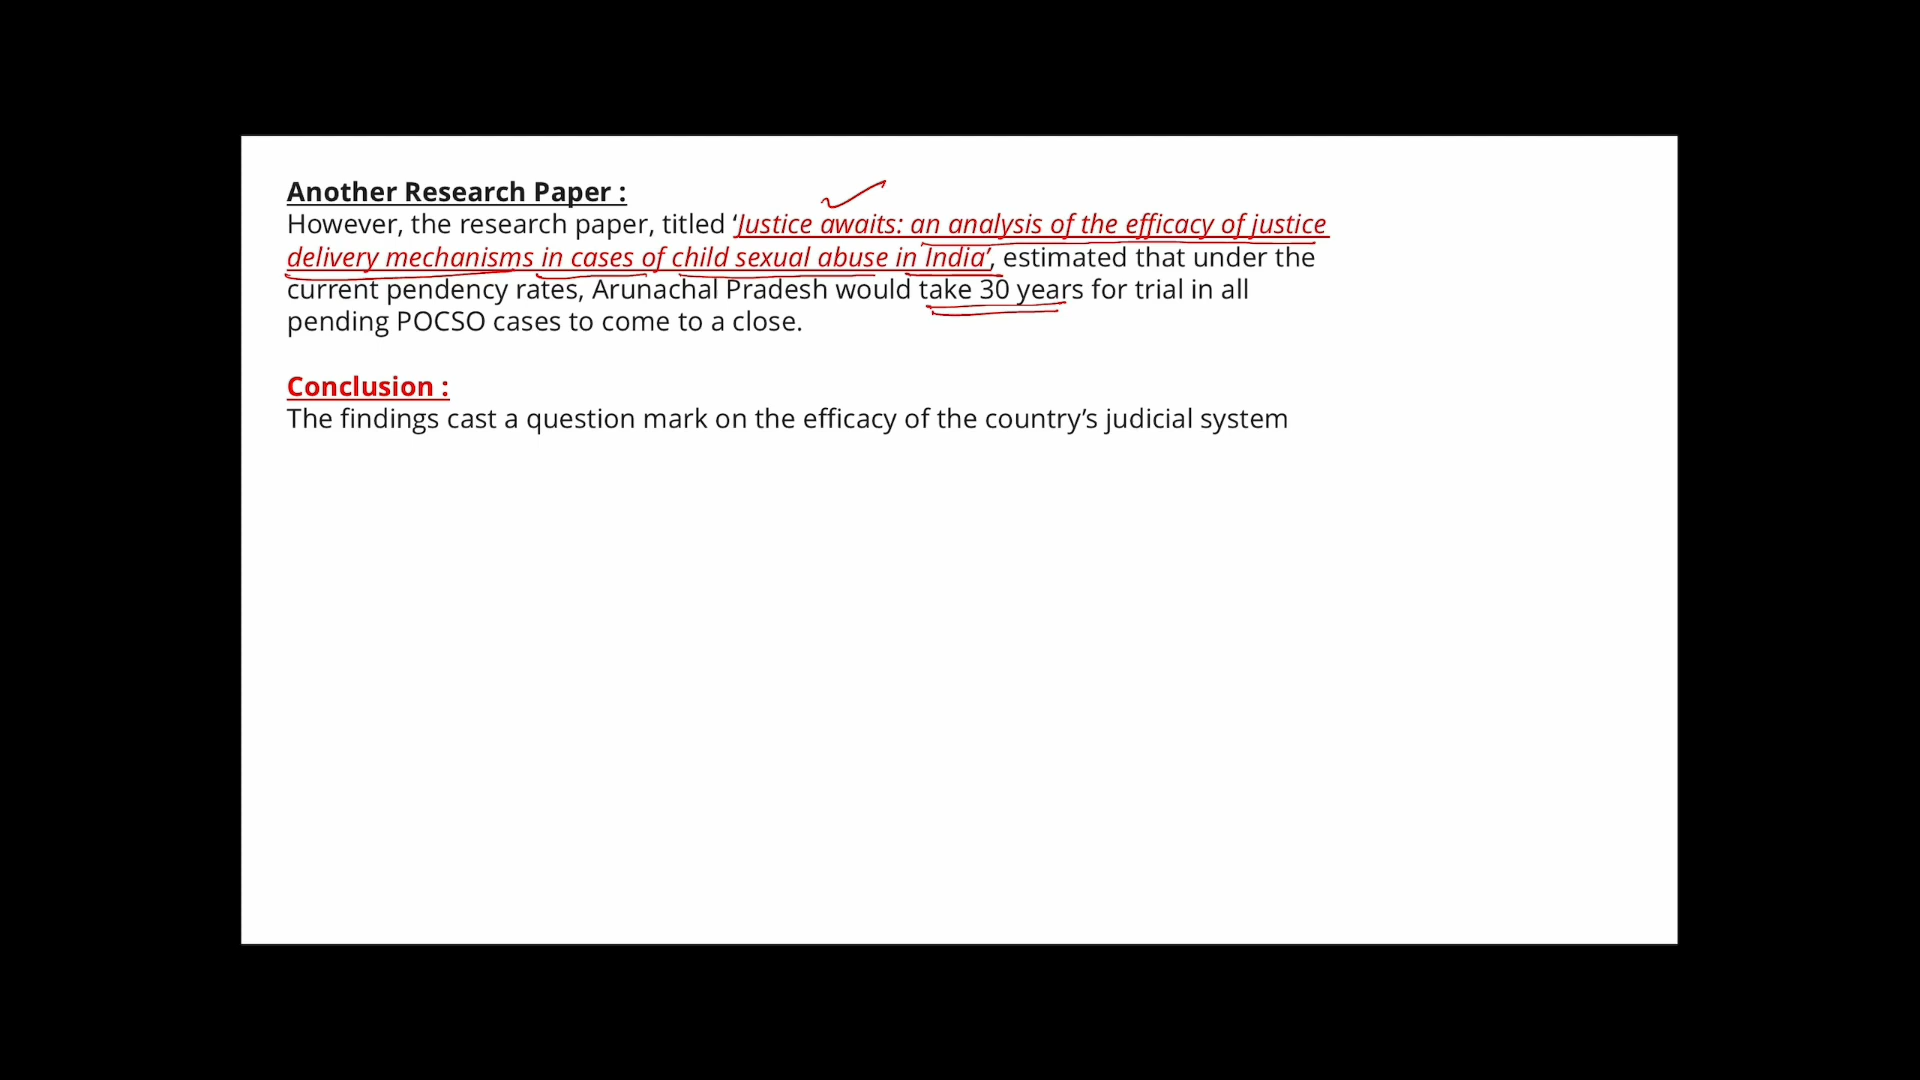 Another Research Paper :
However, the research paper, titled ‘Justice awaits: an analysis of the efficacy of justice
delivery mechanisms in cases of child sexual abuse in India’, estimated that under the
current pendency rates, Arunachal Pradesh would take 30 years for trial in all
pending POCSO cases to come to a close.
Conclusion :
The findings cast a question mark on the efficacy of the country’s judicial system